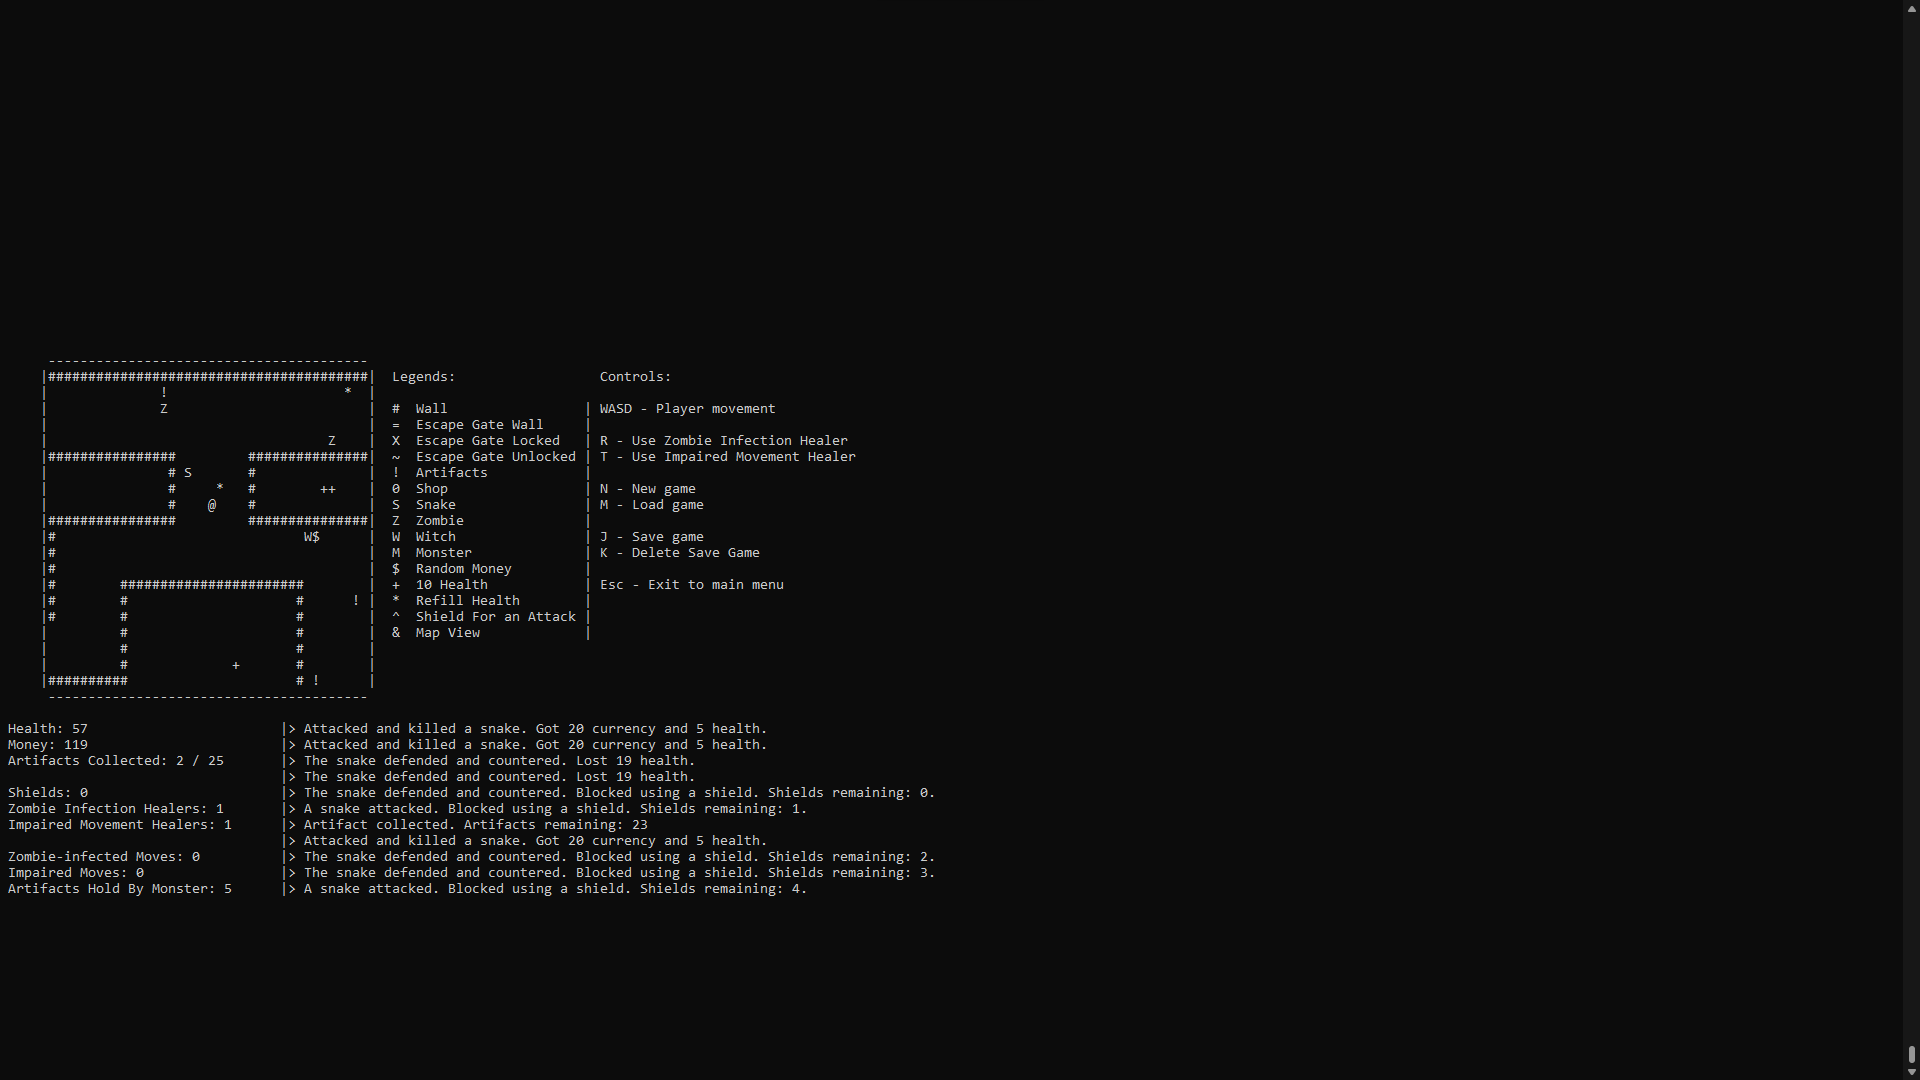 ----------------------------------------
|########################################|  Legends:                  Controls:
|              !                      *  |
|              Z                         |  #  Wall                 | WASD - Player movement
|                                        |  =  Escape Gate Wall     |
|                                   Z    |  X  Escape Gate Locked   | R - Use Zombie Infection Healer
|################         ###############|  ~  Escape Gate Unlocked | T - Use Impaired Movement Healer
|               # S       #              |  !  Artifacts            |
|               #     *   #        ++    |  0  Shop                 | N - New game
|               #    @    #              |  S  Snake                | M - Load game
|################         ###############|  Z  Zombie               |
|#                               W$      |  W  Witch                | J - Save game
|#                                       |  M  Monster              | K - Delete Save Game
|#                                       |  $  Random Money         |
|#        #######################        |  +  10 Health            | Esc - Exit to main menu
|#        #                     #      ! |  *  Refill Health        |
|#        #                     #        |  ^  Shield For an Attack |
|         #                     #        |  &  Map View             |
|         #                     #        |
|         #             +       #        |
|##########                     # !      |
----------------------------------------
Health: 57                        |> Attacked and killed a snake. Got 20 currency and 5 health.
Money: 119                        |> Attacked and killed a snake. Got 20 currency and 5 health.
Artifacts Collected: 2 / 25       |> The snake defended and countered. Lost 19 health.
|> The snake defended and countered. Lost 19 health.
Shields: 0                        |> The snake defended and countered. Blocked using a shield. Shields remaining: 0.
Zombie Infection Healers: 1       |> A snake attacked. Blocked using a shield. Shields remaining: 1.
Impaired Movement Healers: 1      |> Artifact collected. Artifacts remaining: 23
|> Attacked and killed a snake. Got 20 currency and 5 health.
Zombie-infected Moves: 0          |> The snake defended and countered. Blocked using a shield. Shields remaining: 2.
Impaired Moves: 0                 |> The snake defended and countered. Blocked using a shield. Shields remaining: 3.
Artifacts Hold By Monster: 5      |> A snake attacked. Blocked using a shield. Shields remaining: 4.